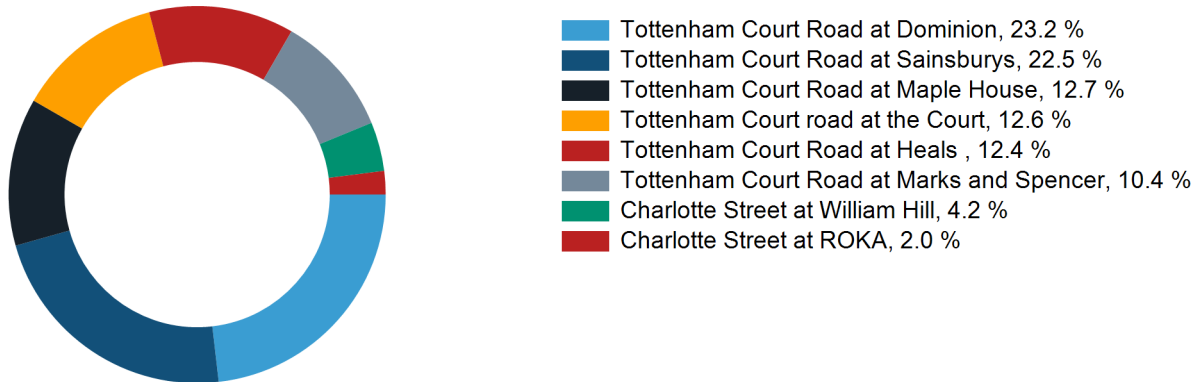 Tottenham Court Road at Dominion, 23.2 %
Tottenham Court Road at Sainsburys, 22.5 %
Tottenham Court Road at Maple House, 12.7 %
Tottenham Court road at the Court, 12.6 %
Tottenham Court Road at Heals , 12.4 %
Tottenham Court Road at Marks and Spencer, 10.4 %
Charlotte Street at William Hill, 4.2 %
Charlotte Street at ROKA, 2.0 %